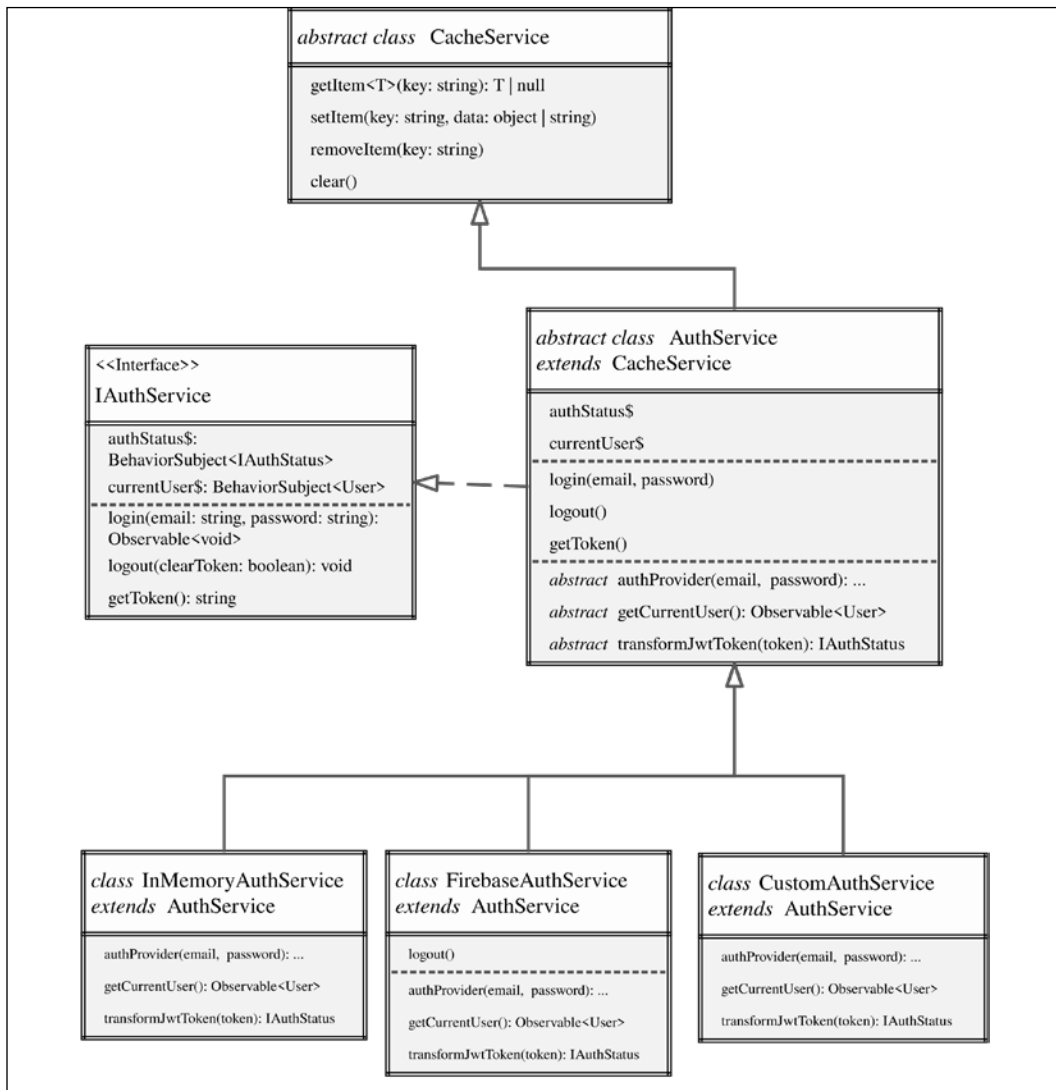 abstract class CacheService
getItem<T>(key: string): T | null
setItem(key: string, data: object | string)
removeItem(key: string)
clear()
<<Interface>>
IAuthService
authStatus$:
BehaviorSubject<IAuthStatus>
currentUser$: BehaviorSubject<User>
login(email: string, password: string):
Observable<void>
logout(clearToken: boolean): void
getToken(): string
abstract class AuthService
extends CacheService
authStatus$
currentUser$
login(email, password)
logout()
getToken()
abstract authProvider(email, password): ...
abstract getCurrentUser(): Observable<User>
abstract transformJwtToken(token): IAuthStatus
class InMemoryAuthService
extends AuthService
authProvider(email, password): ...
getCurrentUser(): Observable<User>
transformJwtToken(token): IAuthStatus
class FirebaseAuthService
extends AuthService
logout()
authProvider(email, password): ...
getCurrentUser(): Observable<User>
transformJwtToken(token): IAuthStatus
class CustomAuthService
extends AuthService
authProvider(email, password): ...
getCurrentUser(): Observable<User>
transformJwtToken(token): IAuthStatus